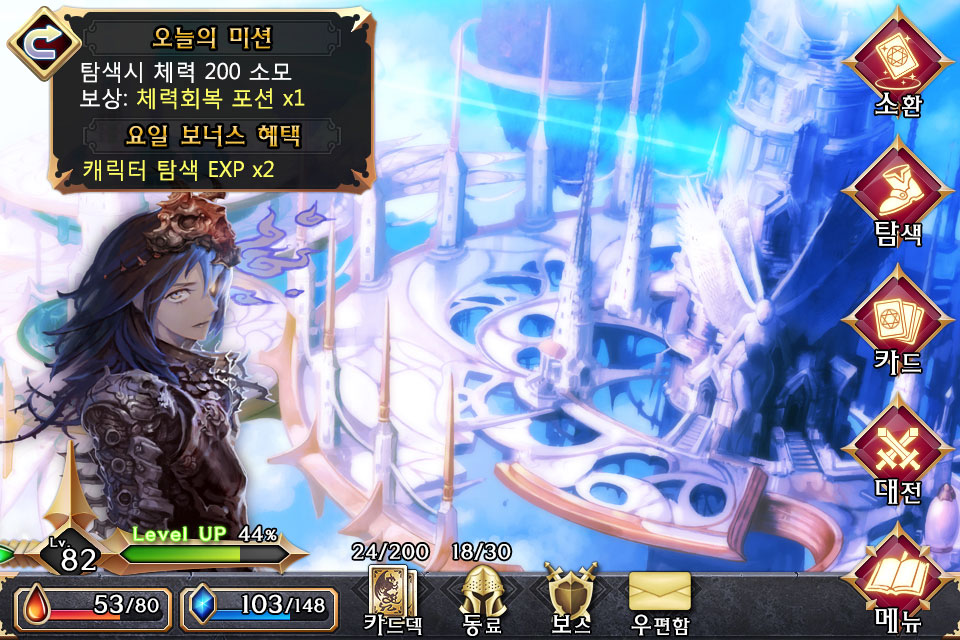 오늘의 미션
탐색시 체력 200 소모
보상: 체력회복 포션 x1
요일 보너스 혜택
캐릭터 탐색 EXP x2
소환
탐색
카드
대전
메뉴
Level UP 44%
Lv. 82
53/80
103/148
24/200
카드덱
18/30
동료
보스
우편함